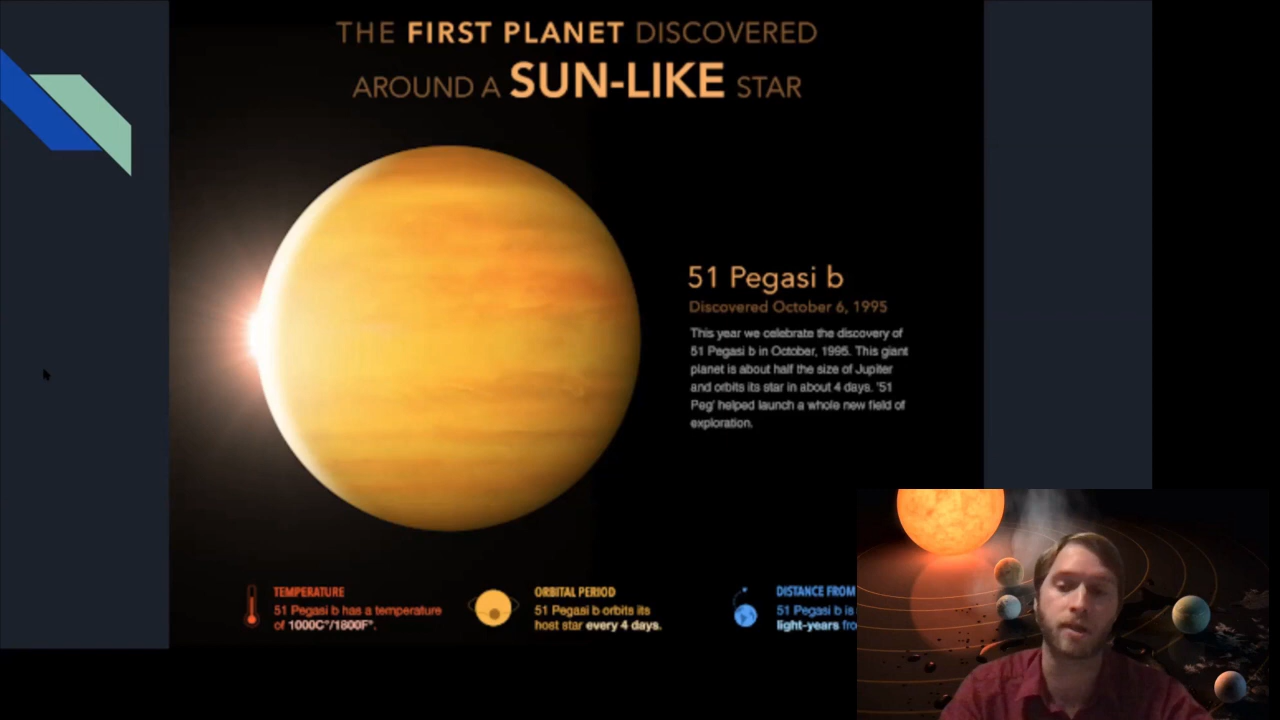 THE FIRST PLANET DISCOVERED
AROUND A SUN-LIKE STAR
51 Pegasi b
Discovered October 6, 1995
This year we celebrate the discovery of
51 Pegasi b in October, 1995. This giant
planet is about half the size of Jupiter
and orbits its star in about 4 days. '51
Peg' helped launch a whole new field of
exploration.
TEMPERATURE
51 Pegasi b has a temperature
of 1000C°/1800F°.
ORBITAL PERIOD
51 Pegasi b orbits its
host star every 4 days.
DISTANCE FROM
51 Pegasi b is
light-years